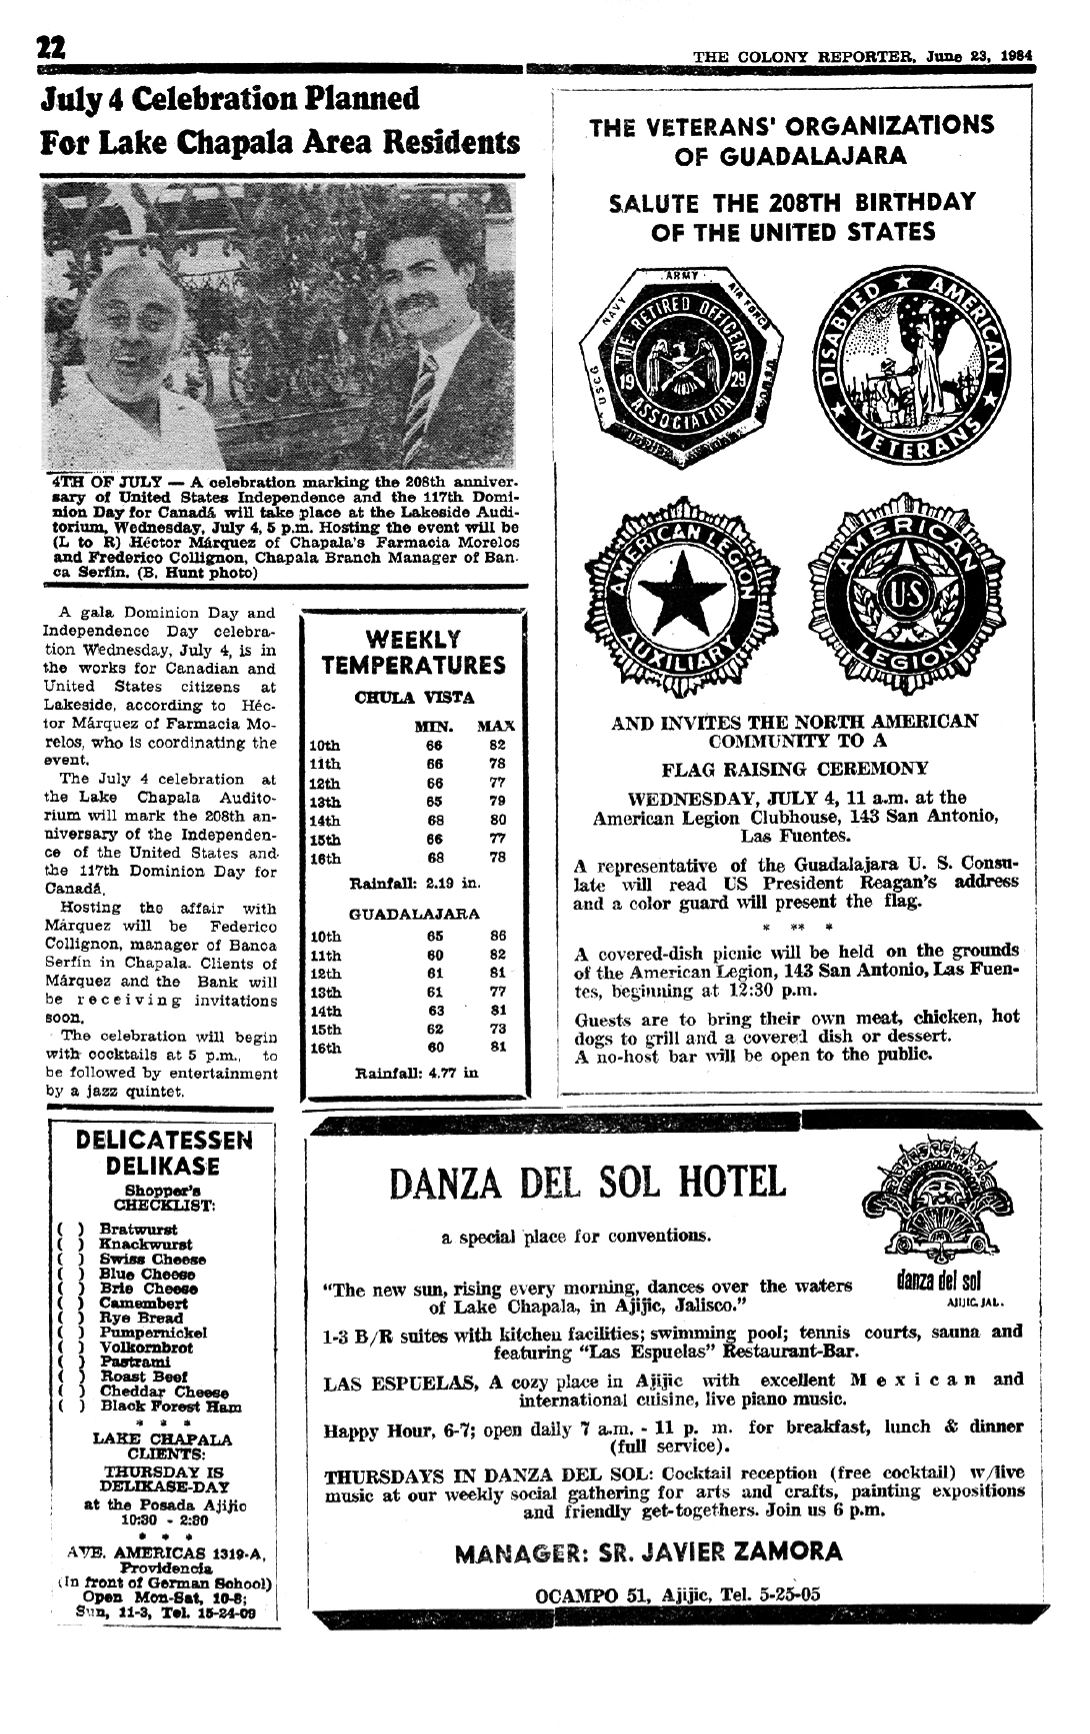 22
THE COLONY REPORTER, June 23, 1984
July 4 Celebration Planned
For Lake Chapala Area Residents
4TH OF JULY — A celebration marking the 208th anniver-
sary of United States Independence and the 117th Domi-
nion Day for Canadá will take place at the Lakeside Audi-
torium, Wednesday, July 4, 5 p.m. Hosting the event will be
(L to R) Héctor Márquez of Chapala's Farmacia Morelos
and Frederico Collignon, Chapala Branch Manager of Ban-
ca Serfin. (B. Hunt photo)
A gala Dominion Day and
Independence Day celebra-
tion Wednesday, July 4, is in
the works for Canadian and
United States citizens at
Lakeside, according to Héc-
tor Márquez of Farmacia Mo-
relos, who is coordinating the
event.
The July 4 celebration at
the Lake Chapala Audito-
rium will mark the 208th an-
niversary of the Independen-
ce of the United States and
the 117th Dominion Day for
Canadá.
Hosting the affair with
Márquez will be Federico
Collignon, manager of Banca
Serfin in Chapala. Clients of
Márquez and the Bank will
be receiving invitations
soon.
The celebration will begin
with cocktails at 5 p.m., to
be followed by entertainment
by a jazz quintet.
WEEKLY
TEMPERATURES
CHULA VISTA
MIN. MAX
10th 66 82
11th 66 78
12th 66 77
13th 65 79
14th 68 80
15th 66 77
16th 68 78
Rainfall: 2.19 in.
GUADALAJARA
10th 65 86
11th 60 82
12th 61 81
13th 61 77
14th 63 81
15th 62 73
16th 60 81
Rainfall: 4.77 in
THE VETERANS' ORGANIZATIONS
OF GUADALAJARA
SALUTE THE 208TH BIRTHDAY
OF THE UNITED STATES
NAVY ARMY AIR FORCE
USCG
THE RETIRED OFFICERS
ASSOCIATION
1929
DISABLED AMERICAN
VETERANS
AMERICAN LEGION
AUXILIARY
AMERICAN
US
LEGION
AND INVITES THE NORTH AMERICAN
COMMUNITY TO A
FLAG RAISING CEREMONY
WEDNESDAY, JULY 4, 11 a.m. at the
American Legion Clubhouse, 143 San Antonio,
Las Fuentes.
A representative of the Guadalajara U. S. Consu-
late will read US President Reagan's address
and a color guard will present the flag.
* ** *
A covered-dish picnic will be held on the grounds
of the American Legion, 143 San Antonio, Las Fuen-
tes, beginning at 12:30 p.m.
Guests are to bring their own meat, chicken, hot
dogs to grill and a covered dish or dessert.
A no-host bar will be open to the public.
DELICATESSEN
DELIKASE
Shopper's
CHECKLIST:
( ) Bratwurst
( ) Knackwurst
( ) Swiss Cheese
( ) Blue Cheese
( ) Brie Cheese
( ) Camembert
( ) Rye Bread
( ) Pumpernickel
( ) Volkornbrot
( ) Pastrami
( ) Roast Beef
( ) Cheddar Cheese
( ) Black Forest Ham
* * *
LAKE CHAPALA
CLIENTS:
THURSDAY IS
DELIKASE-DAY
at the Posada Ajijic
10:30 - 2:30
* * *
AVE. AMERICAS 1319-A,
Providencia
(In front of German School)
Open Mon-Sat, 10-8;
Sun, 11-3, Tel. 15-24-09
DANZA DEL SOL HOTEL
a special place for conventions.
danza del sol
AJIJIC. JAL.
"The new sun, rising every morning, dances over the waters
of Lake Chapala, in Ajijic, Jalisco."
1-3 B/R suites with kitchen facilities; swimming pool; tennis courts, sauna and
featuring "Las Espuelas" Restaurant-Bar.
LAS ESPUELAS, A cozy place in Ajijic with excellent Mexican and
international cuisine, live piano music.
Happy Hour, 6-7; open daily 7 a.m. - 11 p. m. for breakfast, lunch & dinner
(full service).
THURSDAYS IN DANZA DEL SOL: Cocktail reception (free cocktail) w/live
music at our weekly social gathering for arts and crafts, painting expositions
and friendly get-togethers. Join us 6 p.m.
MANAGER: SR. JAVIER ZAMORA
OCAMPO 51, Ajijic, Tel. 5-25-05